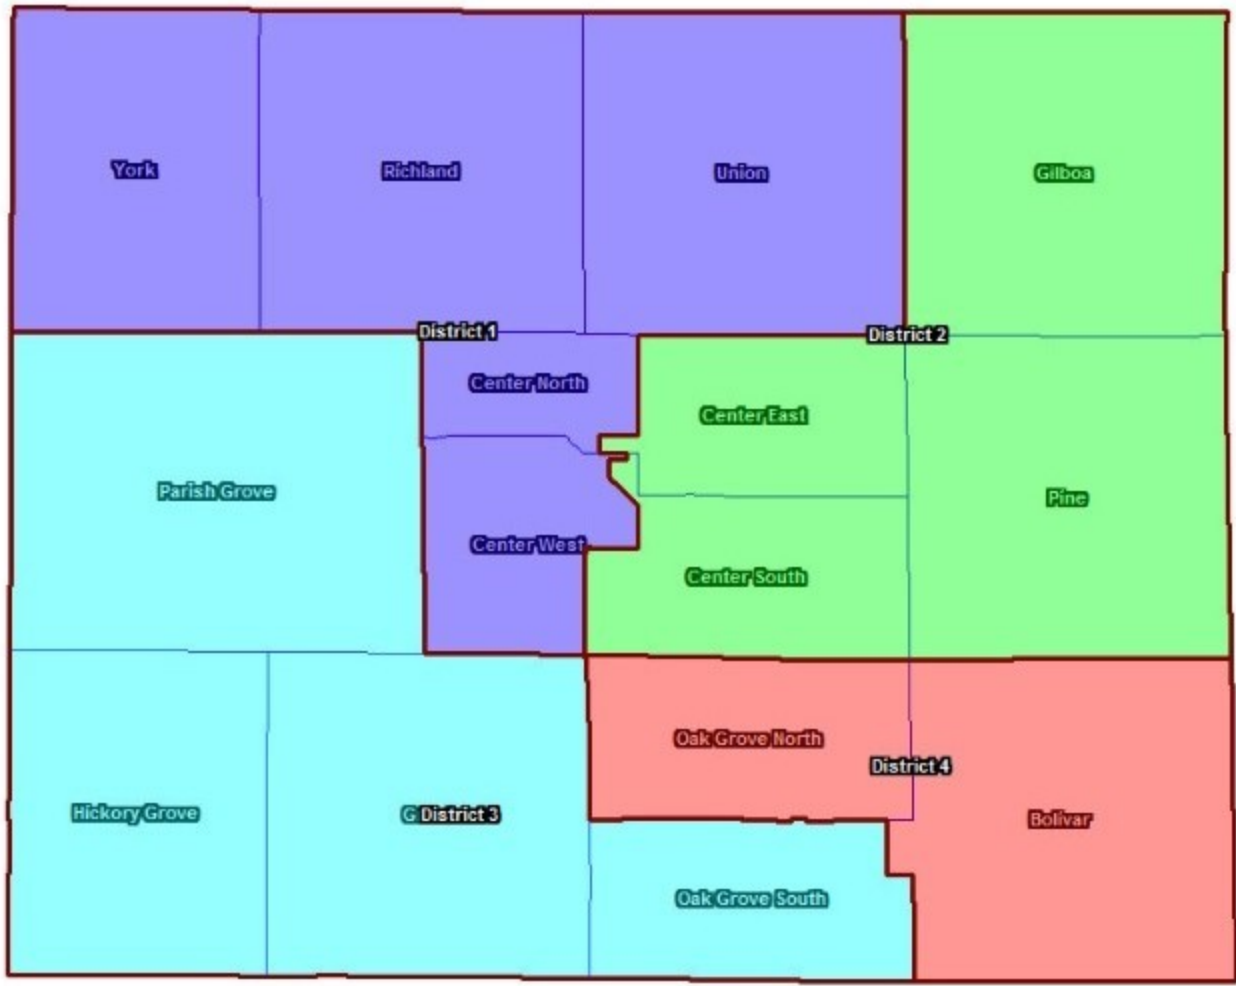 York
Richland
Union
Gilboa
District 1
District 2
Center North
Center East
Parish Grove
Pine
Center West
Center South
Oak Grove North
District 4
Hickory Grove
G
District 3
Bolivar
Oak Grove South